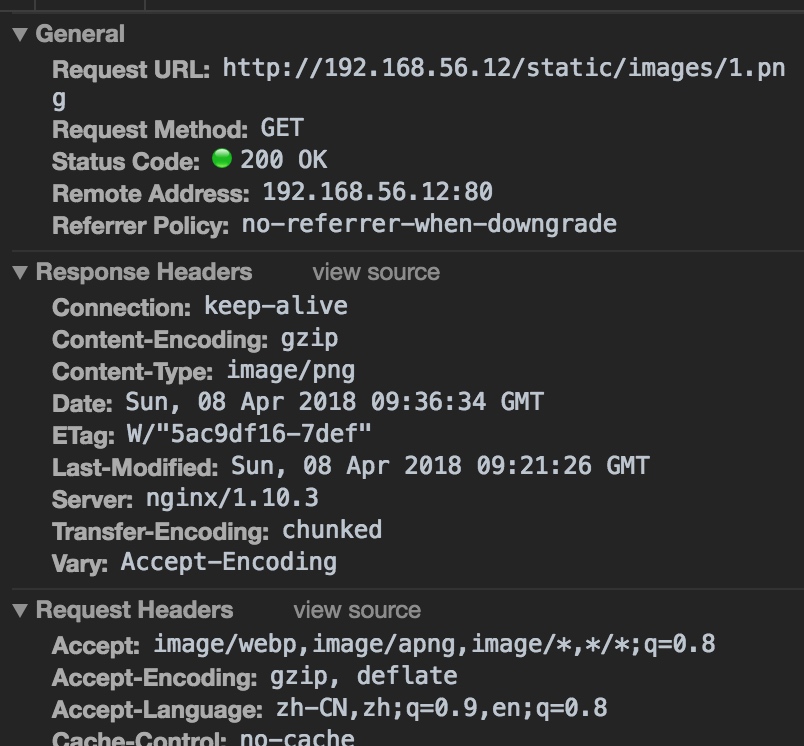 General
Request URL: http://192.168.56.12/static/images/1.pn
g
Request Method: GET
Status Code: 200 OK
Remote Address: 192.168.56.12:80
Referrer Policy: no-referrer-when-downgrade
Response Headers view source
Connection: keep-alive
Content-Encoding: gzip
Content-Type: image/png
Date: Sun, 08 Apr 2018 09:36:34 GMT
ETag: W/"5ac9df16-7def"
Last-Modified: Sun, 08 Apr 2018 09:21:26 GMT
Server: nginx/1.10.3
Transfer-Encoding: chunked
Vary: Accept-Encoding
Request Headers view source
Accept: image/webp,image/apng,image/*,*/*;q=0.8
Accept-Encoding: gzip, deflate
Accept-Language: zh-CN,zh;q=0.9,en;q=0.8
Cache-Control: no-cache